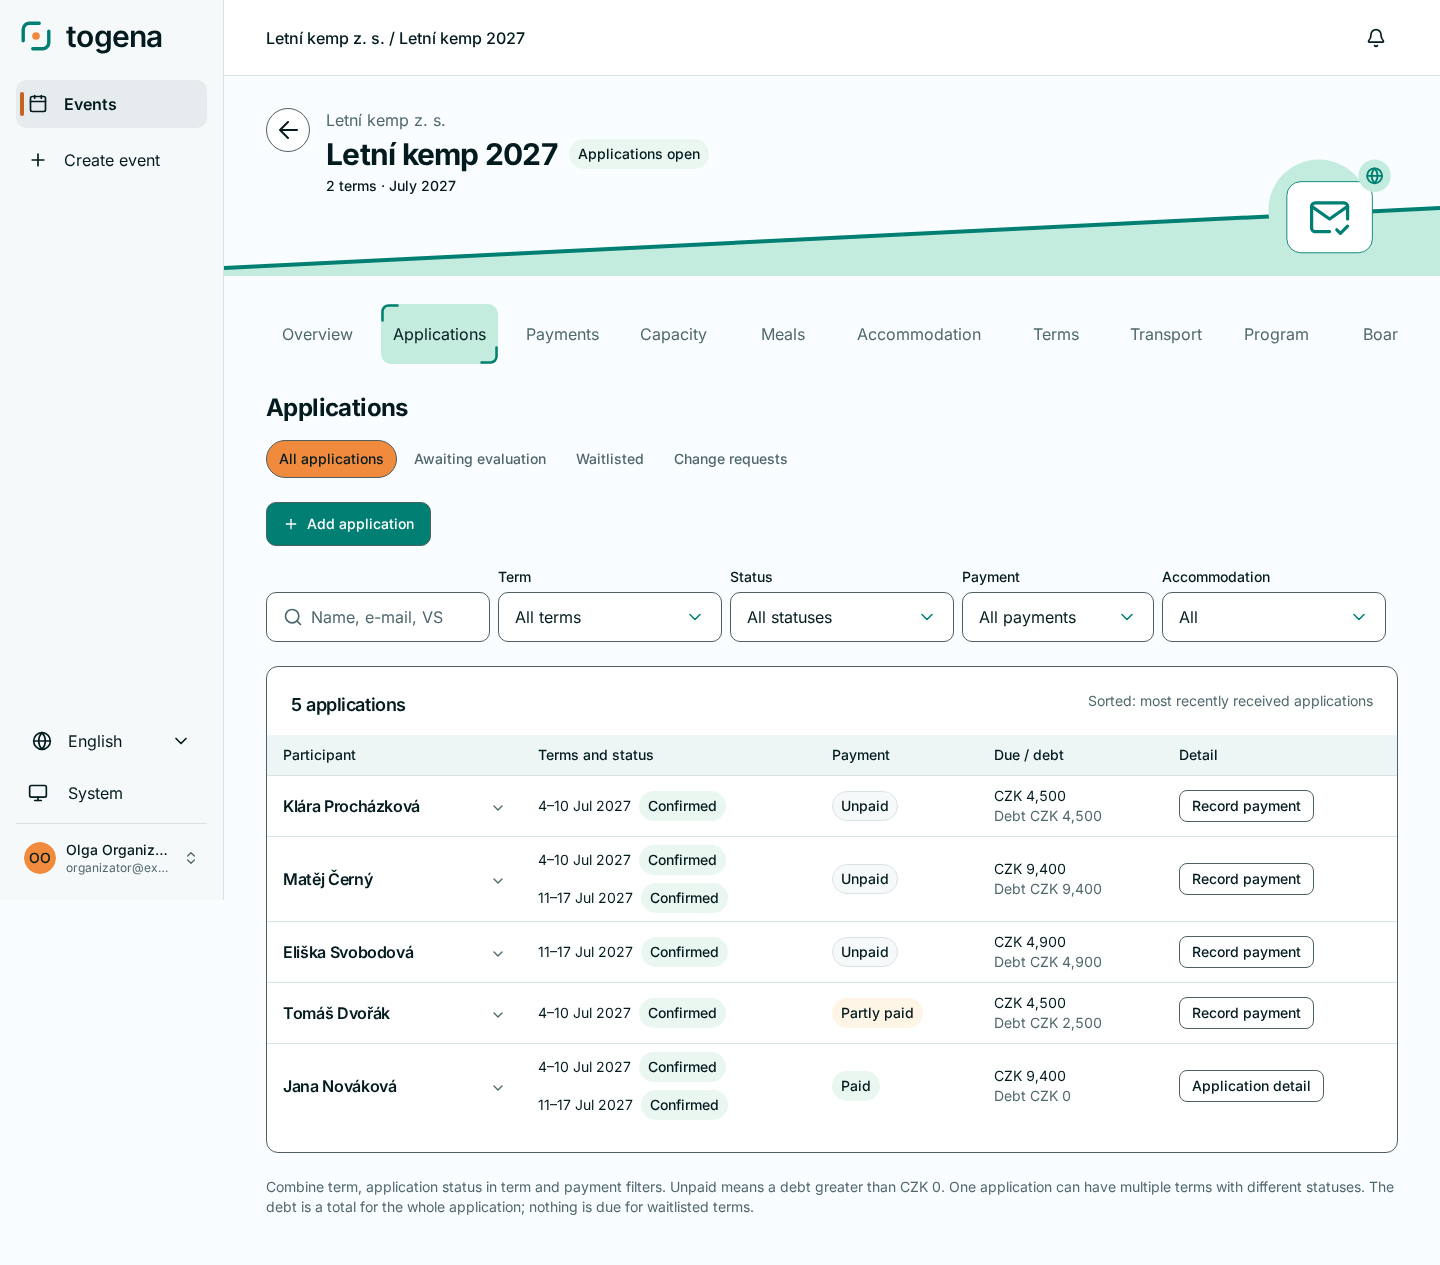 togena
Letní kemp z. s. / Letní kemp 2027
Events
Create event
Letní kemp z. s.
Letní kemp 2027
Applications open
2 terms · July 2027
Overview
Applications
Payments
Capacity
Meals
Accommodation
Terms
Transport
Program
Boar
Applications
All applications
Awaiting evaluation
Waitlisted
Change requests
Add application
Term
Status
Payment
Accommodation
Name, e-mail, VS
All terms
All statuses
All payments
All
5 applications
Sorted: most recently received applications
Participant
Terms and status
Payment
Due / debt
Detail
Klára Procházková
4–10 Jul 2027
Confirmed
Unpaid
CZK 4,500
Debt CZK 4,500
Record payment
Matěj Černý
4–10 Jul 2027
Confirmed
11–17 Jul 2027
Confirmed
Unpaid
CZK 9,400
Debt CZK 9,400
Record payment
Eliška Svobodová
11–17 Jul 2027
Confirmed
Unpaid
CZK 4,900
Debt CZK 4,900
Record payment
Tomáš Dvořák
4–10 Jul 2027
Confirmed
Partly paid
CZK 4,500
Debt CZK 2,500
Record payment
Jana Nováková
4–10 Jul 2027
Confirmed
11–17 Jul 2027
Confirmed
Paid
CZK 9,400
Debt CZK 0
Application detail
Combine term, application status in term and payment filters. Unpaid means a debt greater than CZK 0. One application can have multiple terms with different statuses. The
debt is a total for the whole application; nothing is due for waitlisted terms.
English
System
OO
Olga Organiz...
organizator@ex...